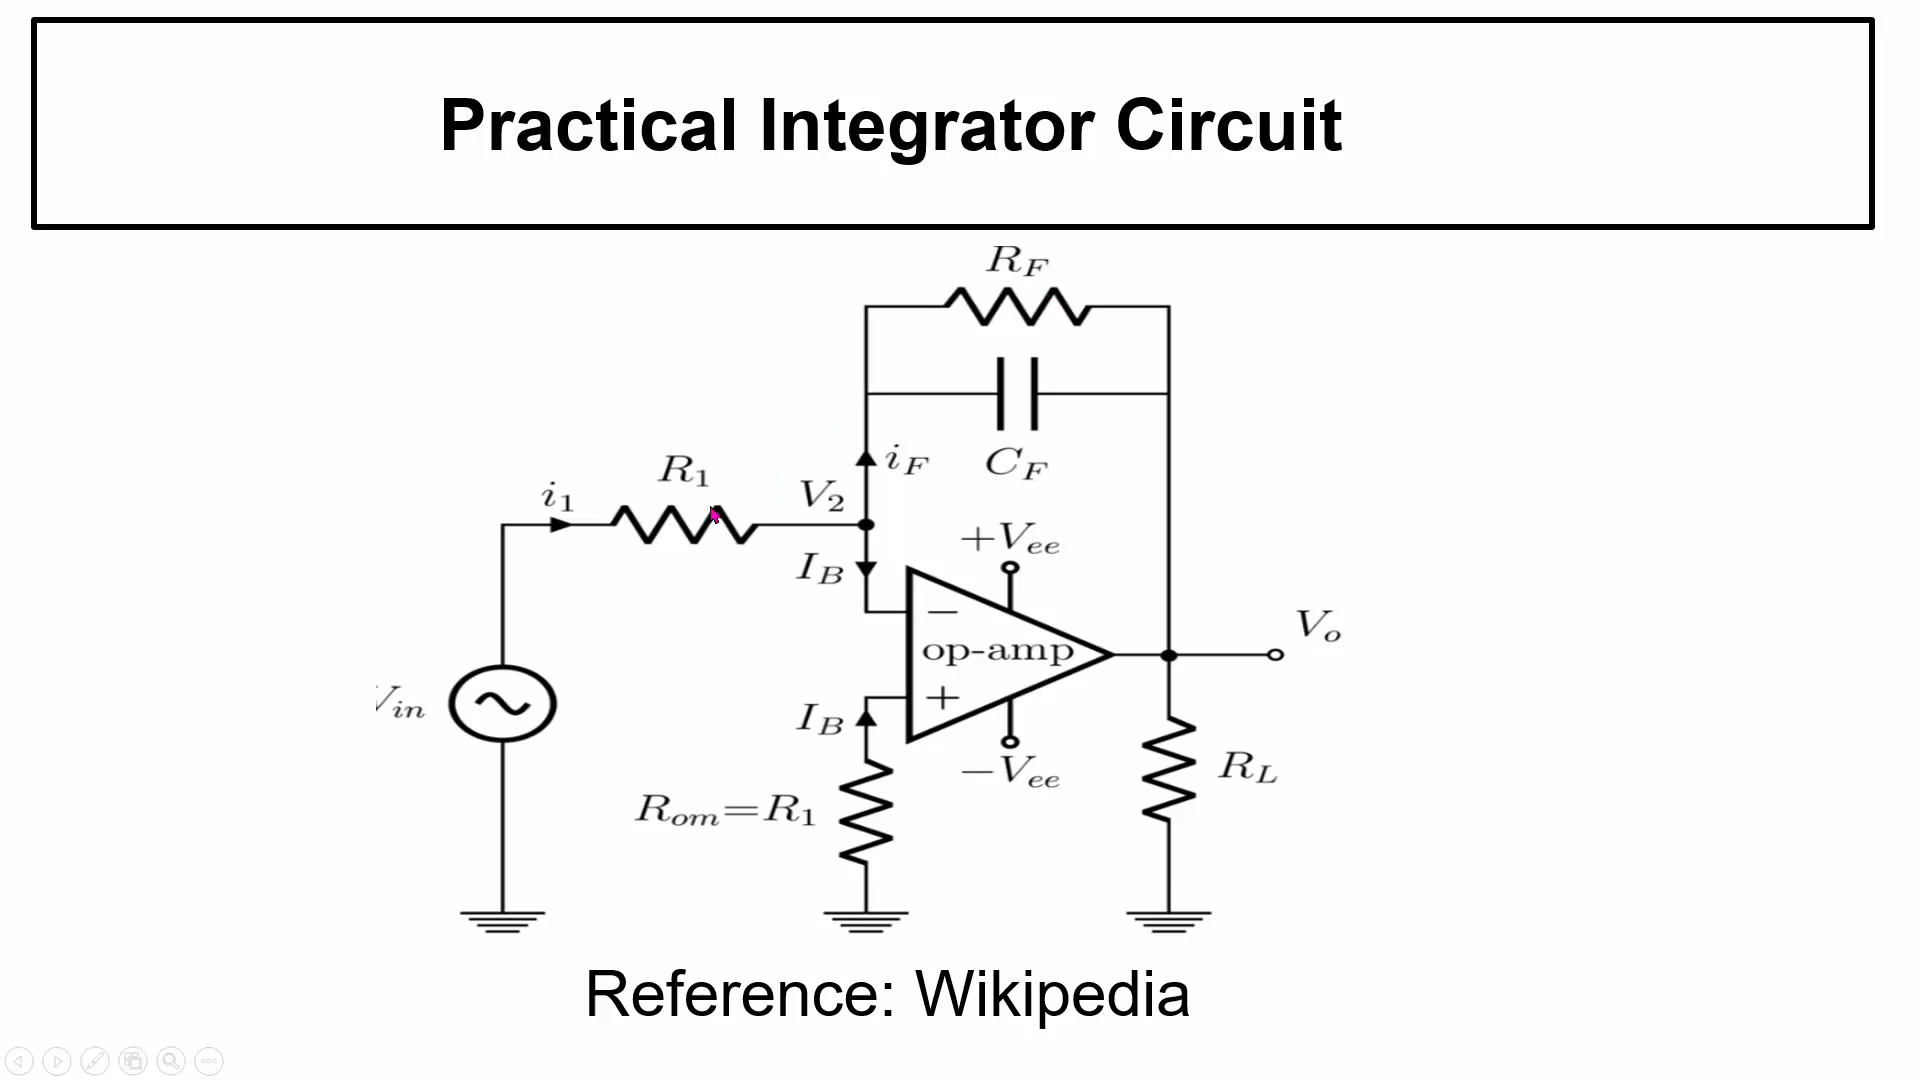 Practical Integrator Circuit
R_F
C_F
i_F
R_1
i_1
V_2
I_B
+V_ee
−
op-amp
+
V_o
V_in
I_B
−V_ee
R_om=R_1
R_L
Reference: Wikipedia